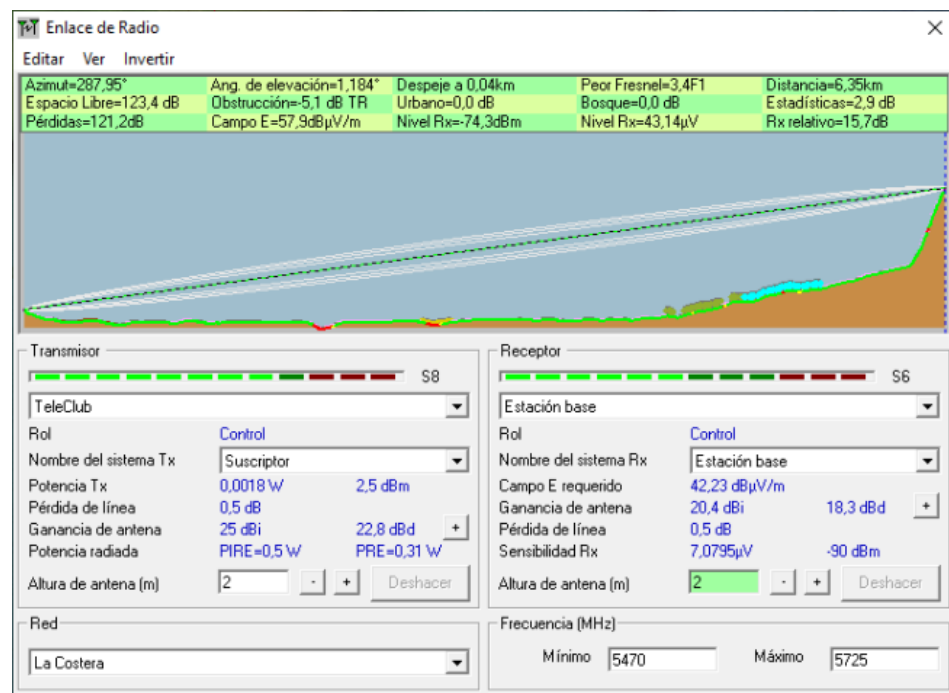 Enlace de Radio
Editar Ver Invertir
Azimut=287,95° Ang. de elevación=1,184° Despeje a 0,04km Peor Fresnel=3,4F1 Distancia=6,35km
Espacio Libre=123,4 dB Obstrucción=-5,1 dB TR Urbano=0,0 dB Bosque=0,0 dB Estadísticas=2,9 dB
Pérdidas=121,2dB Campo E=57,9dBµV/m Nivel Rx=-74,3dBm Nivel Rx=43,14µV Rx relativo=15,7dB
Transmisor
S8
TeleClub
Rol Control
Nombre del sistema Tx Suscriptor
Potencia Tx 0,0018 W 2,5 dBm
Pérdida de línea 0,5 dB
Ganancia de antena 25 dBi 22,8 dBd +
Potencia radiada PIRE=0,5 W PRE=0,31 W
Altura de antena (m) 2 - + Deshacer
Receptor
S6
Estación base
Rol Control
Nombre del sistema Rx Estación base
Campo E requerido 42,23 dBµV/m
Ganancia de antena 20,4 dBi 18,3 dBd +
Pérdida de línea 0,5 dB
Sensibilidad Rx 7,0795µV -90 dBm
Altura de antena (m) 2 - + Deshacer
Red
La Costera
Frecuencia (MHz)
Mínimo 5470 Máximo 5725